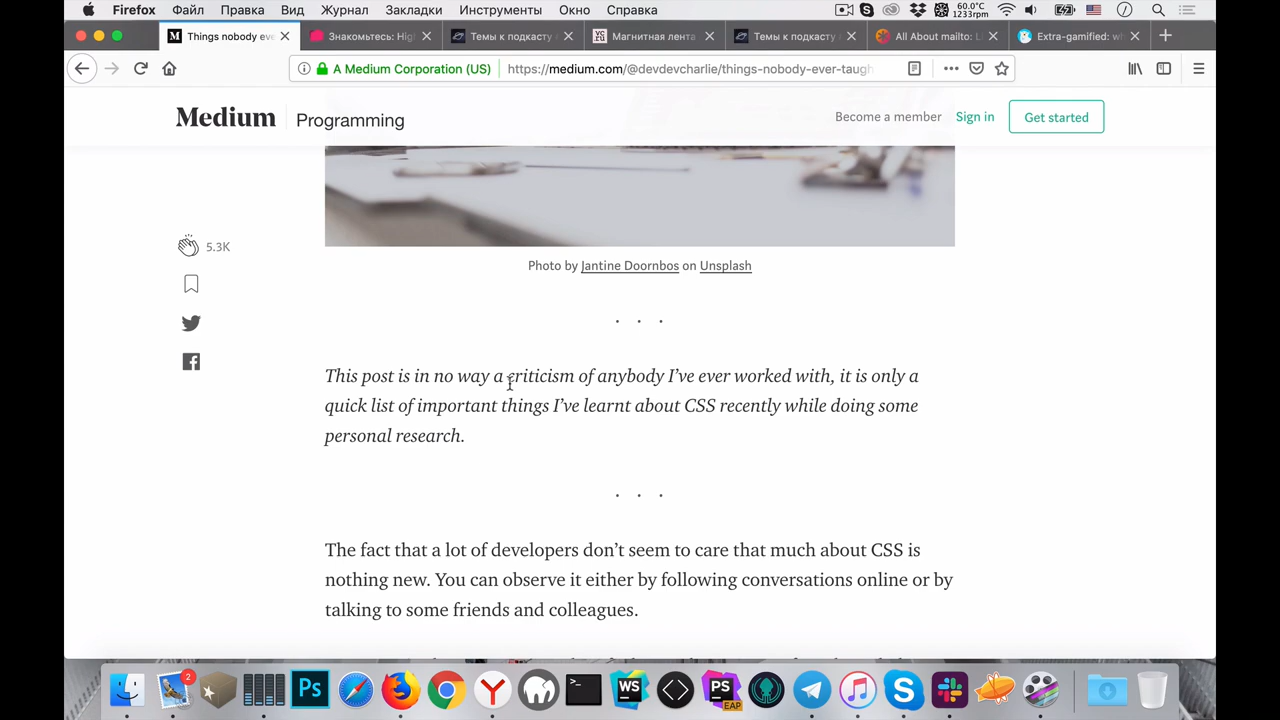 Firefox Файл Правка Вид Журнал Закладки Инструменты Окно Справка 60.0°C
1233rpm
Things nobody eve Знакомьтесь: Hig Темы к подкасту Магнитная лента Темы к подкасту All About mailto: L Extra-gamified: w
A Medium Corporation (US) https://medium.com/@devdevcharlie/things-nobody-ever-taugh
Medium Programming Become a member Sign in Get started
5.3K
Photo by Jantine Doornbos on Unsplash
This post is in no way a criticism of anybody I’ve ever worked with, it is only a
quick list of important things I’ve learnt about CSS recently while doing some
personal research.
The fact that a lot of developers don’t seem to care that much about CSS is
nothing new. You can observe it either by following conversations online or by
talking to some friends and colleagues.
2 Ps WS PS EAP